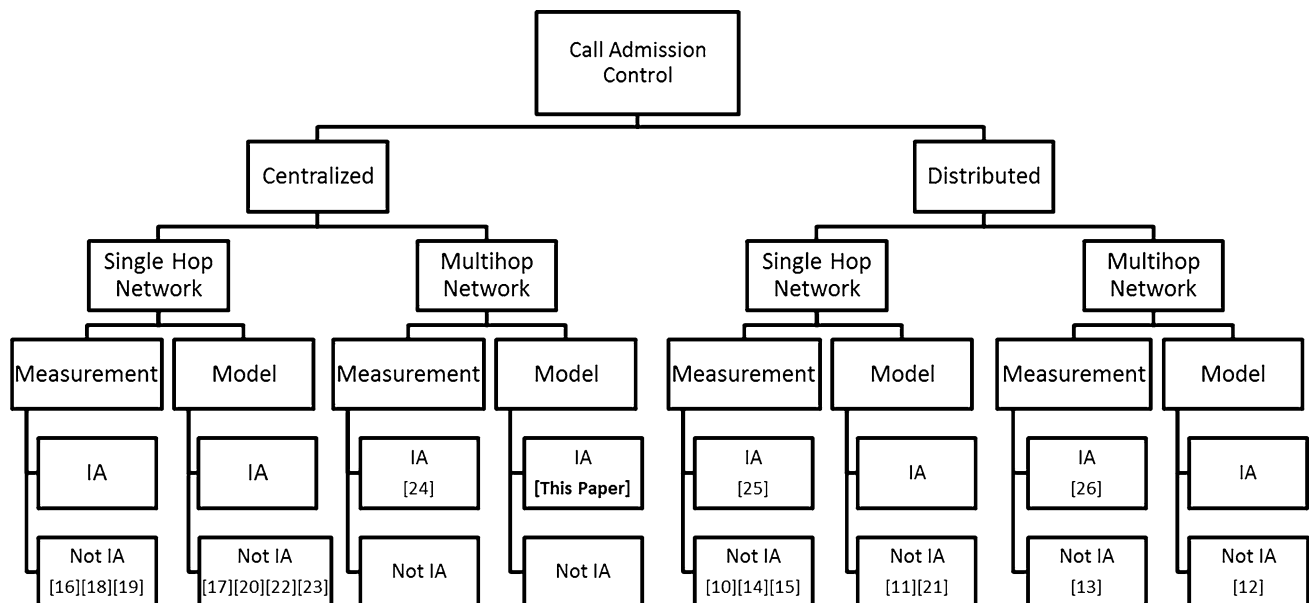 Call Admission
Control
Centralized
Distributed
Single Hop
Network
Multihop
Network
Single Hop
Network
Multihop
Network
Measurement
Model
Measurement
Model
Measurement
Model
Measurement
Model
IA
IA
IA
[24]
IA
[This Paper]
IA
[25]
IA
IA
[26]
IA
Not IA
[16][18][19]
Not IA
[17][20][22][23]
Not IA
Not IA
Not IA
[10][14][15]
Not IA
[11][21]
Not IA
[13]
Not IA
[12]